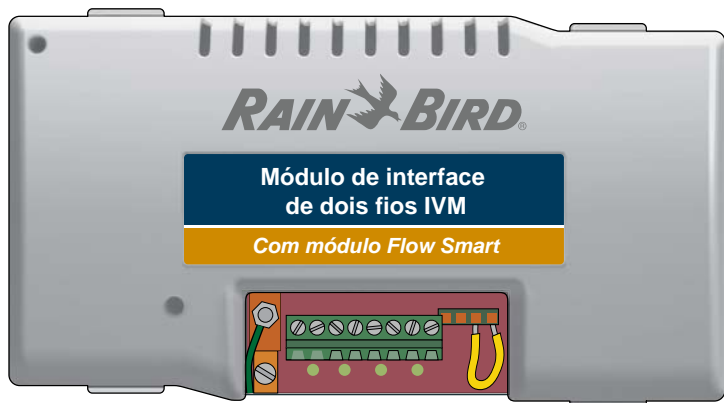 RAIN BIRD®
Módulo de interface
de dois fios IVM
Com módulo Flow Smart